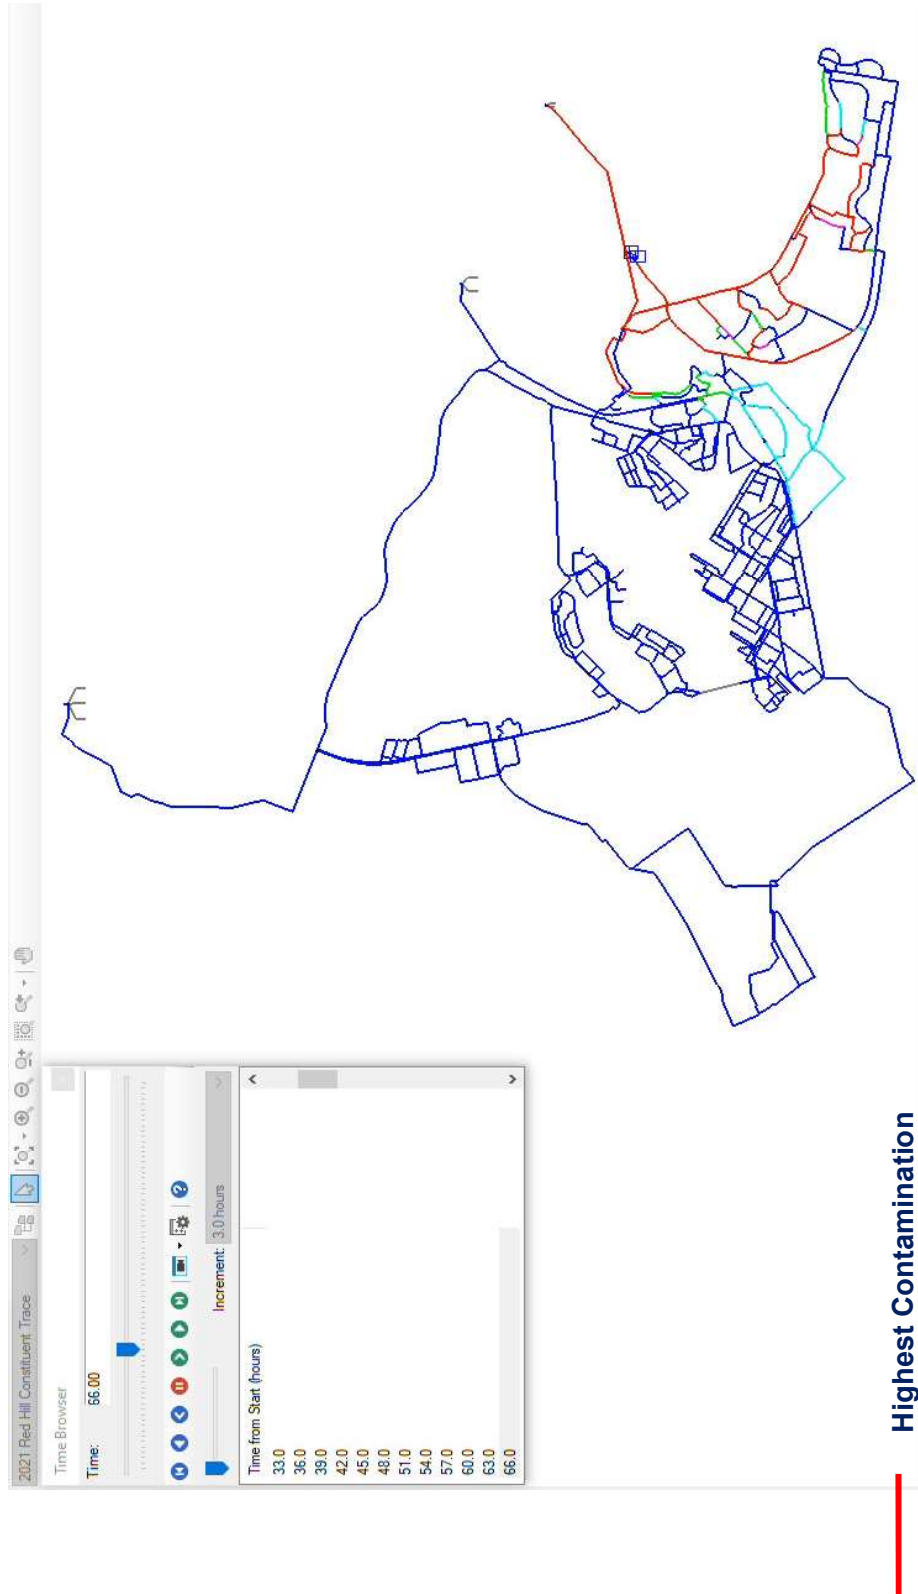 2021 Red Hill Constituent Trace
Time Browser
Time:
66.00
Increment:
3.0 hours
Time from Start (hours)
33.0
36.0
39.0
42.0
45.0
48.0
51.0
54.0
57.0
60.0
63.0
66.0
Highest Contamination